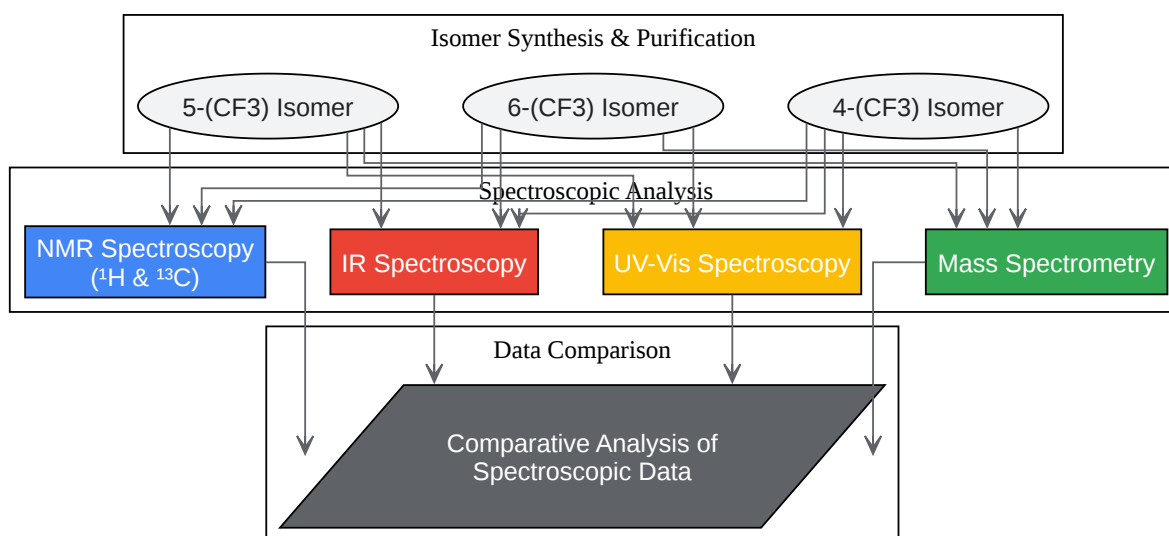 Isomer Synthesis & Purification
5-(CF3) Isomer
6-(CF3) Isomer
4-(CF3) Isomer
Spectroscopic Analysis
NMR Spectroscopy
(¹H & ¹³C)
IR Spectroscopy
UV-Vis Spectroscopy
Mass Spectrometry
Data Comparison
Comparative Analysis of
Spectroscopic Data